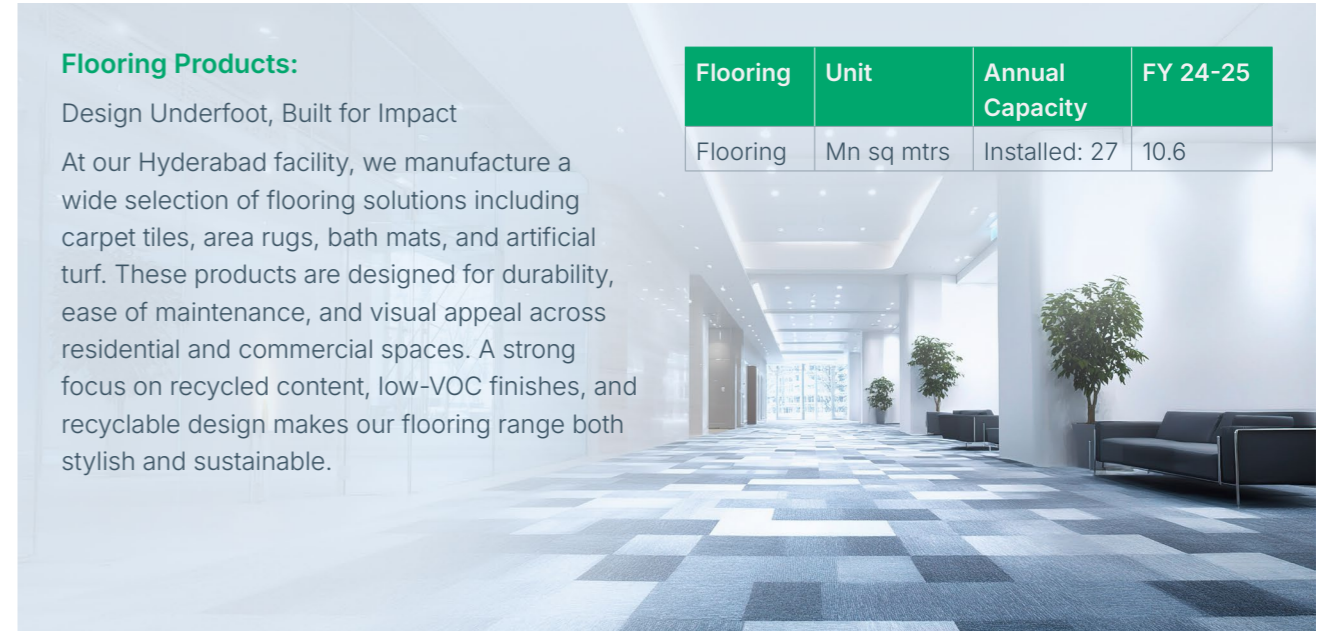 Flooring Products:
Design Underfoot, Built for Impact
At our Hyderabad facility, we manufacture a
wide selection of flooring solutions including
carpet tiles, area rugs, bath mats, and artificial
turf. These products are designed for durability,
ease of maintenance, and visual appeal across
residential and commercial spaces. A strong
focus on recycled content, low-VOC finishes, and
recyclable design makes our flooring range both
stylish and sustainable.
Flooring Unit Annual Capacity FY 24-25
Flooring Mn sq mtrs Installed: 27 10.6